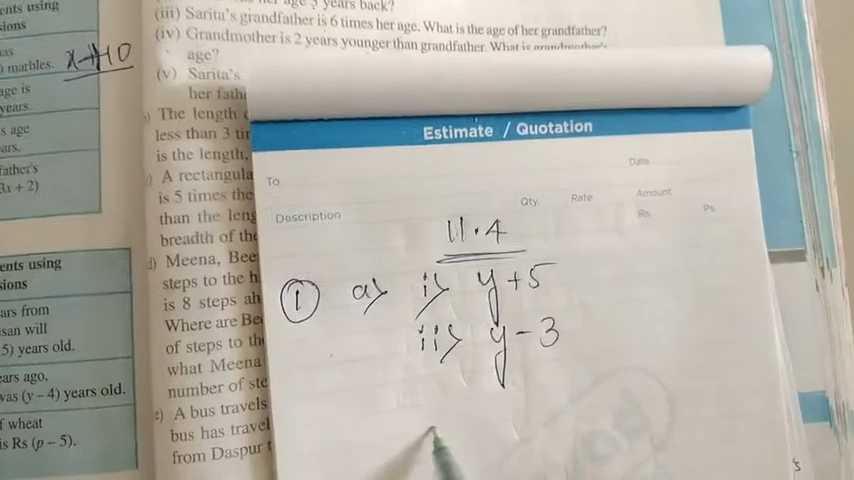 ents using
sions
as
marbles.
x+10
age is
years.
s age
ars.
father's
3x + 2)
ents using
sions
ars from
san will
5) years old.
ears ago,
was (y – 4) years old.
f wheat
is Rs (p – 5).
her age 3 years back?
(iii) Sarita's grandfather is 6 times her age. What is the age of her grandfather?
(iv) Grandmother is 2 years younger than grandfather. What is grandmother's
age?
(v) Sarita's
her fath
The length
less than 3 ti
is the length,
A rectangula
is 5 times the
than the leng
breadth of the
d) Meena, Bee
steps to the h
is 8 steps ah
Where are Be
of steps to th
what Meena
number of ste
e) A bus travels
bus has travel
from Daspur t
Estimate / Quotation
To
Date
Description
Qty.
Rate
Amount
Rs.
Ps.
11.4
1 a) i) y+5
ii) y-3